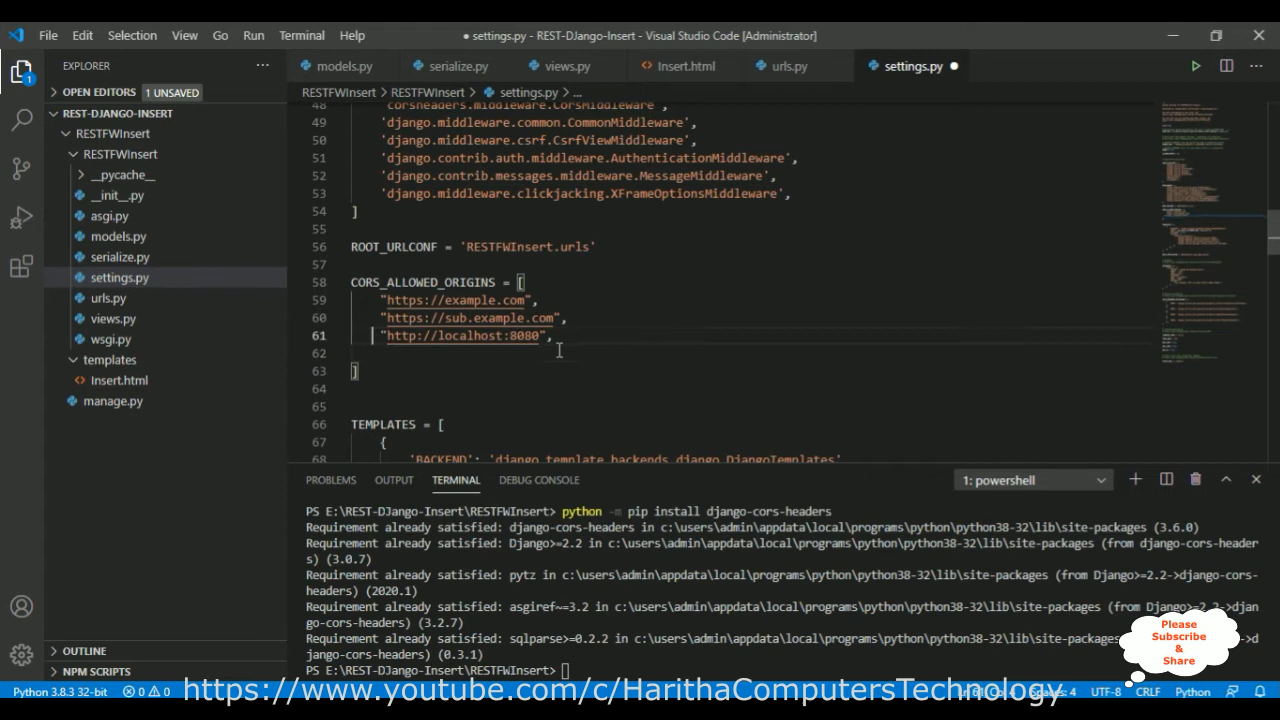 File Edit Selection View Go Run Terminal Help
● settings.py - REST-DJango-Insert - Visual Studio Code [Administrator]
EXPLORER
models.py serialize.py views.py Insert.html urls.py settings.py
OPEN EDITORS 1 UNSAVED
RESTFWInsert > RESTFWInsert > settings.py > ...
REST-DJANGO-INSERT
RESTFWInsert
RESTFWInsert
__pycache__
__init__.py
asgi.py
models.py
serialize.py
settings.py
urls.py
views.py
wsgi.py
templates
Insert.html
manage.py
OUTLINE
NPM SCRIPTS
48 'corsheaders.middleware.CorsMiddleware',
49 'django.middleware.common.CommonMiddleware',
50 'django.middleware.csrf.CsrfViewMiddleware',
51 'django.contrib.auth.middleware.AuthenticationMiddleware',
52 'django.contrib.messages.middleware.MessageMiddleware',
53 'django.middleware.clickjacking.XFrameOptionsMiddleware',
54 ]
55
56 ROOT_URLCONF = 'RESTFWInsert.urls'
57
58 CORS_ALLOWED_ORIGINS = [
59 "https://example.com",
60 "https://sub.example.com",
61 "http://localhost:8080",
62
63 ]
64
65
66 TEMPLATES = [
67 {
68 'BACKEND': 'django.template.backends.django.DjangoTemplates'
PROBLEMS OUTPUT TERMINAL DEBUG CONSOLE 1: powershell
PS E:\REST-DJango-Insert\RESTFWInsert> python -m pip install django-cors-headers
Requirement already satisfied: django-cors-headers in c:\users\admin\appdata\local\programs\python\python38-32\lib\site-packages (3.6.0)
Requirement already satisfied: Django>=2.2 in c:\users\admin\appdata\local\programs\python\python38-32\lib\site-packages (from django-cors-header
s) (3.0.7)
Requirement already satisfied: pytz in c:\users\admin\appdata\local\programs\python\python38-32\lib\site-packages (from Django>=2.2->django-cors-
headers) (2020.1)
Requirement already satisfied: asgiref~=3.2 in c:\users\admin\appdata\local\programs\python\python38-32\lib\site-packages (from Django>=2.2->djan
go-cors-headers) (3.2.7)
Requirement already satisfied: sqlparse>=0.2.2 in c:\users\admin\appdata\local\programs\python\python38-32\lib\site-packages >d
jango-cors-headers) (0.3.1)
PS E:\REST-DJango-Insert\RESTFWInsert>
Please
Subscribe
&
Share
Python 3.8.3 32-bit 0 0 Spaces: 4 UTF-8 CRLF Python
https://www.youtube.com/c/HarithaComputersTechnology